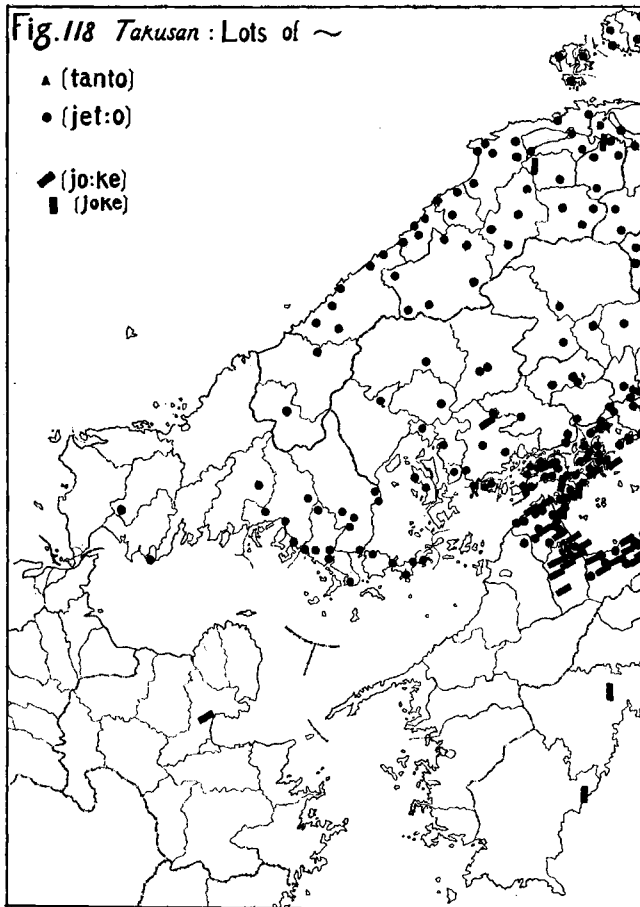 Fig.118 Takusan : Lots of ~
(tanto)
(jet:o)
(jo:ke)
(joke)